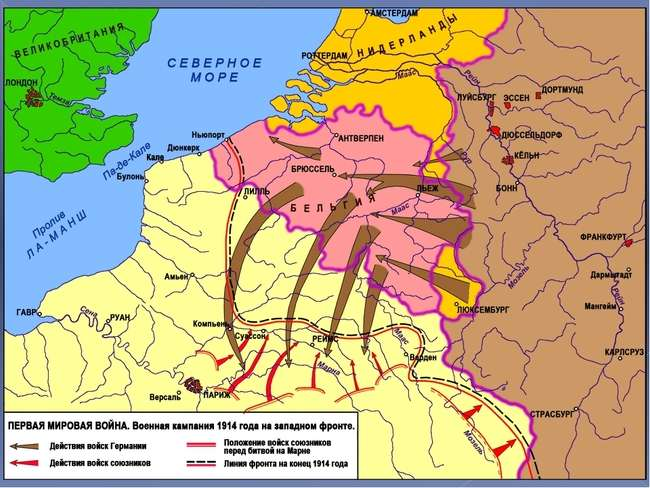 АМСТЕРДАМ
ВЕЛИКОБРИТАНИЯ
НИДЕРЛАНДЫ
СЕВЕРНОЕ
МОРЕ
РОТТЕРДАМ
Маас
Рейн
ЛОНДОН
Темза
ДОРТМУНД
ЛУЙСБУРГ
ЭССЕН
ДЮССЕЛЬДОРФ
Ньюпорт
АНТВЕРПЕН
Па-де-Кале
Дюнкерк
Кале
КЁЛЬН
Рур
БРЮССЕЛЬ
Булонь
ЛЬЕЖ
БОНН
ЛИЛЛЬ
БЕЛЬГИЯ
Маас
Пролив
ЛА-МАНШ
ФРАНКФУРТ
Мозель
Амьен
Дармштадт
Рейн
ГАВР
Сена
РУАН
ЛЮКСЕМБУРГ
Мангейм
Компьень
Суассон
РЕЙМС
Маас
Верден
КАРЛСРУЭ
Марна
Версаль
ПАРИЖ
СТРАСБУРГ
Мозель
ПЕРВАЯ МИРОВАЯ ВОЙНА. Военная кампания 1914 года на западном фронте.
Действия войск Германии
Положение войск союзников
перед битвой на Марне
Действия войск союзников
Линия фронта на конец 1914 года